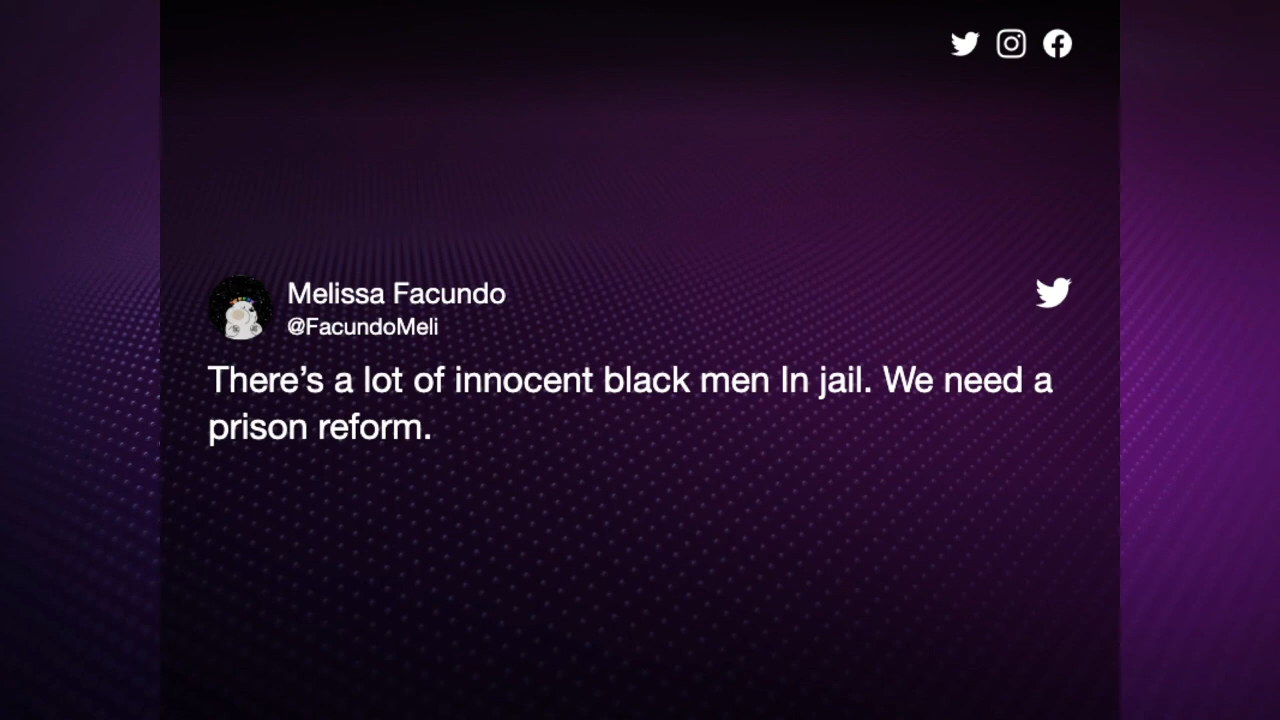 Melissa Facundo
@FacundoMeli
There’s a lot of innocent black men In jail. We need a
prison reform.